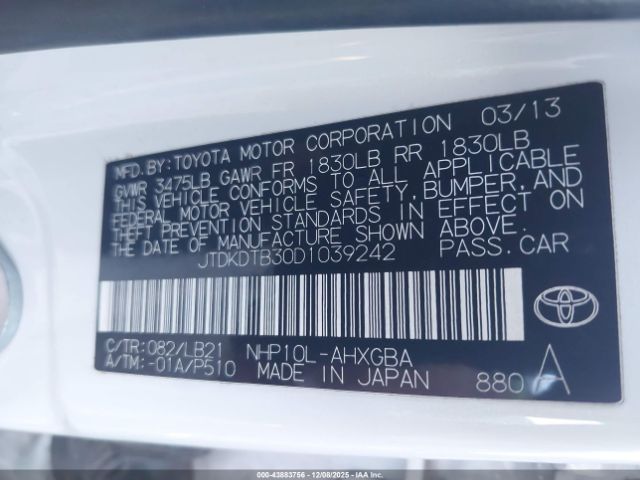 MFD.BY:TOYOTA MOTOR CORPORATION 03/13
GVWR 3475LB GAWR FR 1830LB RR 1830LB
THIS VEHICLE CONFORMS TO ALL APPLICABLE
FEDERAL MOTOR VEHICLE SAFETY,BUMPER,AND
THEFT PREVENTION STANDARDS IN EFFECT ON
THE DATE OF MANUFACTURE SHOWN ABOVE.
JTDKDTB30D1039242 PASS.CAR
C/TR:082/LB21 NHP10L-AHXGBA
A/TM:-01A/P510 MADE IN JAPAN 880 A
000-43883756 - 12/08/2025 - IAAI.COM